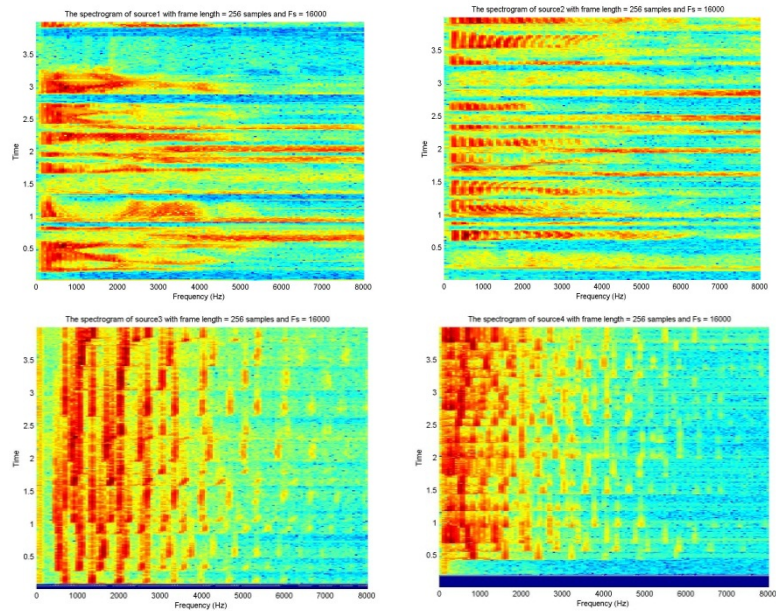 The spectrogram of source1 with frame length = 256 samples and Fs = 16000
3.5
3
2.5
2
1.5
1
0.5
Time
0 1000 2000 3000 4000 5000 6000 7000 8000
Frequency (Hz)
The spectrogram of source2 with frame length = 256 samples and Fs = 16000
3.5
3
2.5
2
1.5
1
0.5
Time
0 1000 2000 3000 4000 5000 6000 7000 8000
Frequency (Hz)
The spectrogram of source3 with frame length = 256 samples and Fs = 16000
3.5
3
2.5
2
1.5
1
0.5
Time
0 1000 2000 3000 4000 5000 6000 7000 8000
Frequency (Hz)
The spectrogram of source4 with frame length = 256 samples and Fs = 16000
3.5
3
2.5
2
1.5
1
0.5
Time
0 1000 2000 3000 4000 5000 6000 7000 8000
Frequency (Hz)